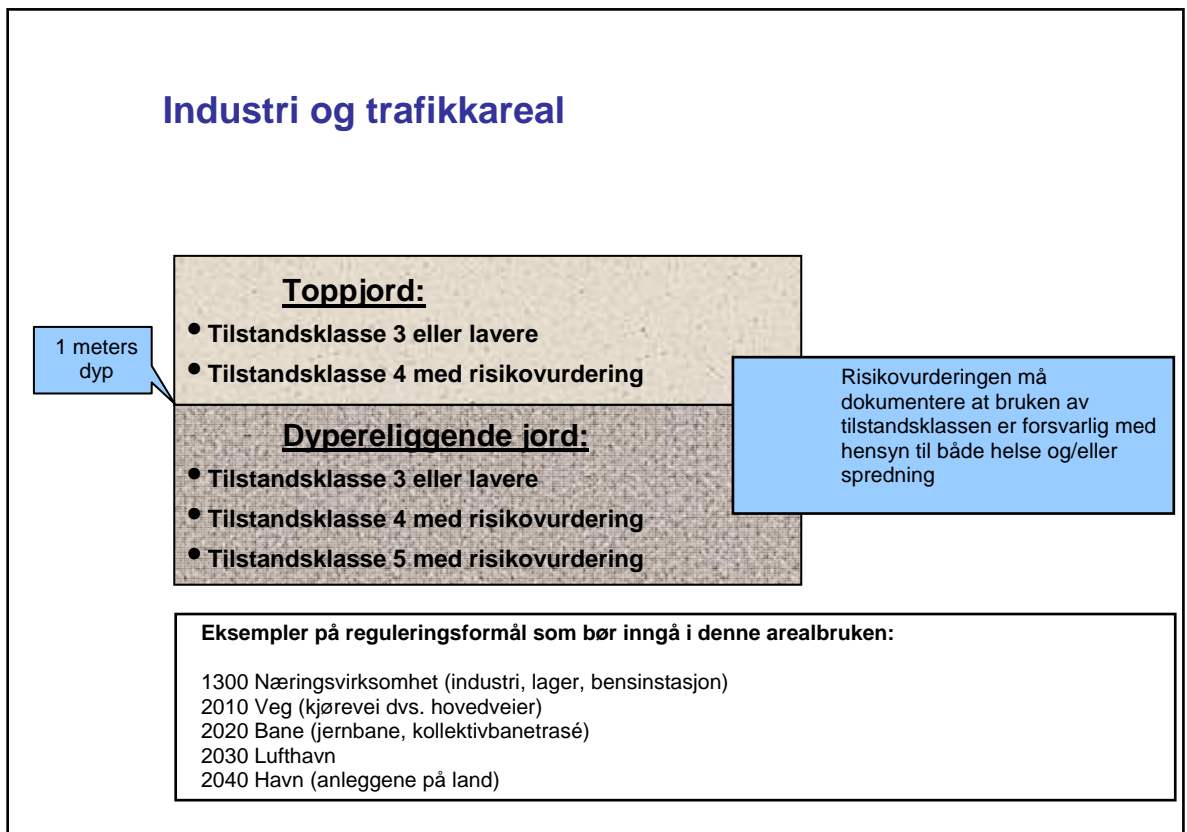 Industri og trafikkareal
Toppjord:
• Tilstandsklasse 3 eller lavere
• Tilstandsklasse 4 med risikovurdering
1 meters
dyp
Dypereliggende jord:
• Tilstandsklasse 3 eller lavere
• Tilstandsklasse 4 med risikovurdering
• Tilstandsklasse 5 med risikovurdering
Risikovurderingen må
dokumentere at bruken av
tilstandsklassen er forsvarlig med
hensyn til både helse og/eller
spredning
Eksempler på reguleringsformål som bør inngå i denne arealbruken:
1300 Næringsvirksomhet (industri, lager, bensinstasjon)
2010 Veg (kjørevei dvs. hovedveier)
2020 Bane (jernbane, kollektivbanetrasé)
2030 Lufthavn
2040 Havn (anleggene på land)